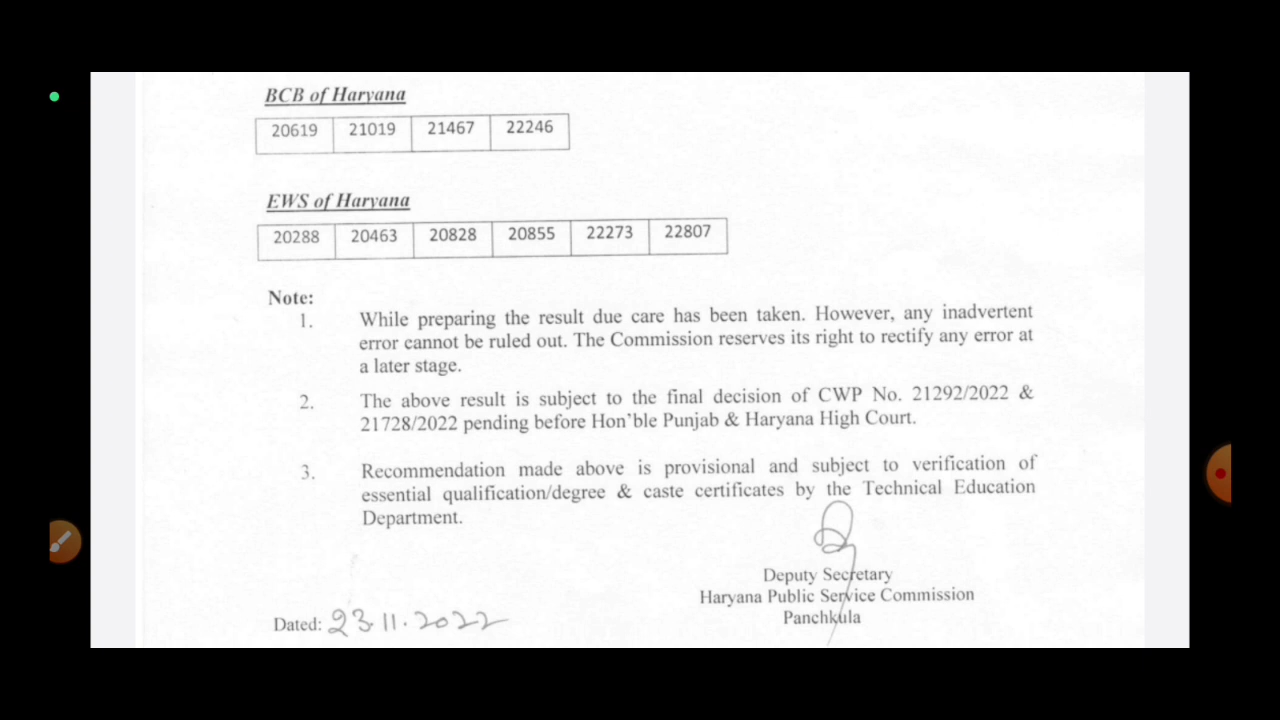 BCB of Haryana
20619 21019 21467 22246
EWS of Haryana
20288 20463 20828 20855 22273 22807
Note:
1. While preparing the result due care has been taken. However, any inadvertent
error cannot be ruled out. The Commission reserves its right to rectify any error at
a later stage.
2. The above result is subject to the final decision of CWP No. 21292/2022 &
21728/2022 pending before Hon'ble Punjab & Haryana High Court.
3. Recommendation made above is provisional and subject to verification of
essential qualification/degree & caste certificates by the Technical Education
Department.
Deputy Secretary
Haryana Public Service Commission
Panchkula
Dated: 23.11.2022